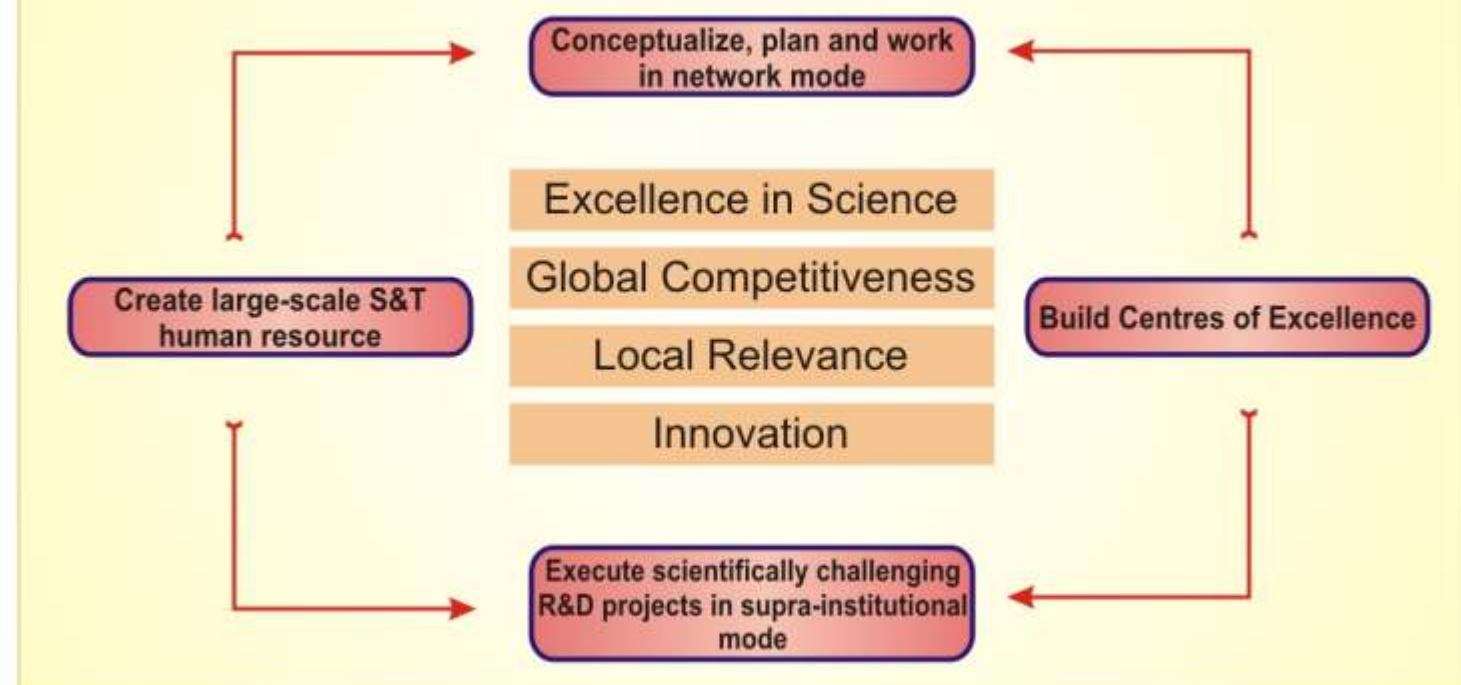 Conceptualize, plan and work
in network mode
Excellence in Science
Global Competitiveness
Create large-scale S&T
human resource
Build Centres of Excellence
Local Relevance
Innovation
Execute scientifically challenging
R&D projects in supra-institutional
mode